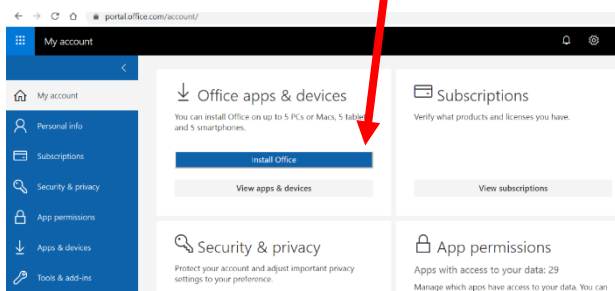 portal.office.com/account/
My account
My account
Personal info
Subscriptions
Security & privacy
App permissions
Apps & devices
Tools & add-ins
Office apps & devices
You can install Office on up to 5 PCs or Macs, 5 tablets
and 5 smartphones.
Install Office
View apps & devices
Subscriptions
Verify what products and licenses you have.
View subscriptions
Security & privacy
Protect your account and adjust important privacy
settings to your preference.
App permissions
Apps with access to your data: 29
Manage which apps have access to your data. You can